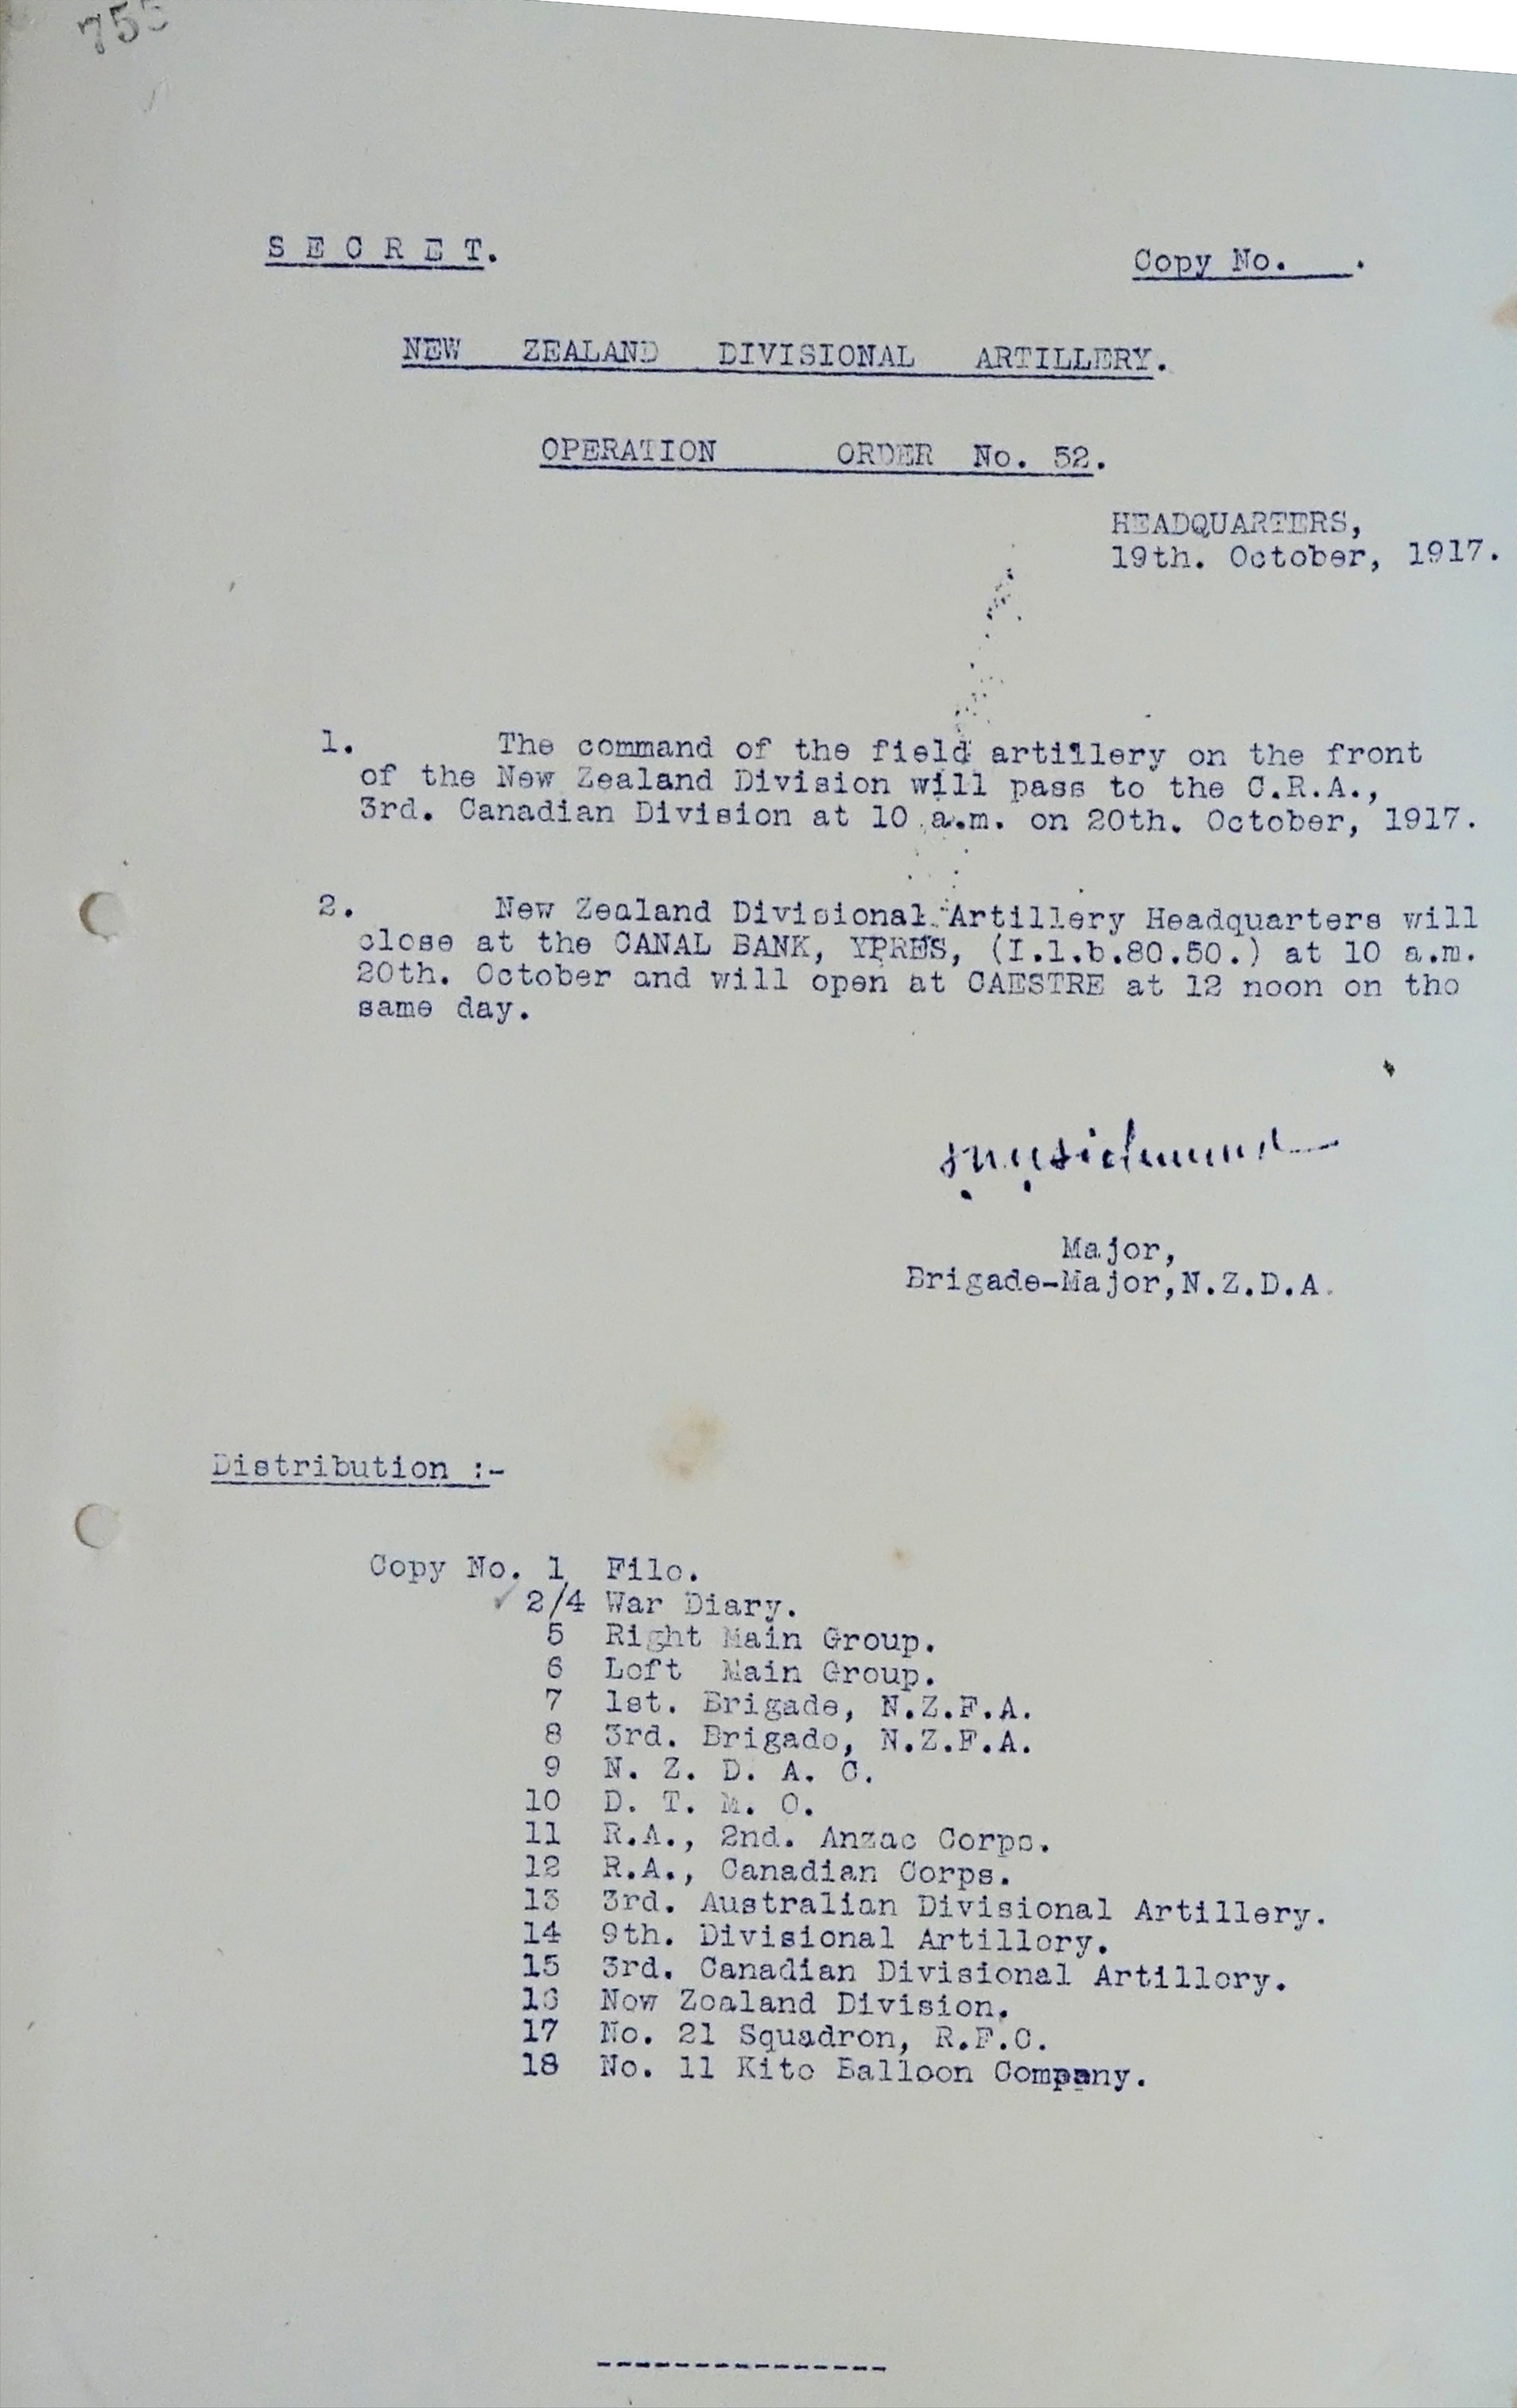 S E C R E T.
Copy No.   .
NEW ZEALAND DIVISIONAL ARTILLERY.
OPERATION ORDER No. 52.
HEADQUARTERS,
19th. October, 1917.
1. The command of the field artillery on the front
of the New Zealand Division will pass to the C.R.A.,
3rd. Canadian Division at 10 a.m. on 20th. October, 1917.
2. New Zealand Divisional Artillery Headquarters will
close at the CANAL BANK, YPRES, (I.1.b.80.50.) at 10 a.m.
20th. October and will open at CAESTRE at 12 noon on the
same day.
Major,
Brigade-Major,N.Z.D.A.
Distribution :-
Copy No. 1 File.
2/4 War Diary.
5 Right Main Group.
6 Left Main Group.
7 1st. Brigade, N.Z.F.A.
8 3rd. Brigade, N.Z.F.A.
9 N. Z. D. A. C.
10 D. T. M. O.
11 R.A., 2nd. Anzac Corps.
12 R.A., Canadian Corps.
13 3rd. Australian Divisional Artillery.
14 9th. Divisional Artillery.
15 3rd. Canadian Divisional Artillery.
16 New Zealand Division.
17 No. 21 Squadron, R.F.C.
18 No. 11 Kite Balloon Company.
----------------